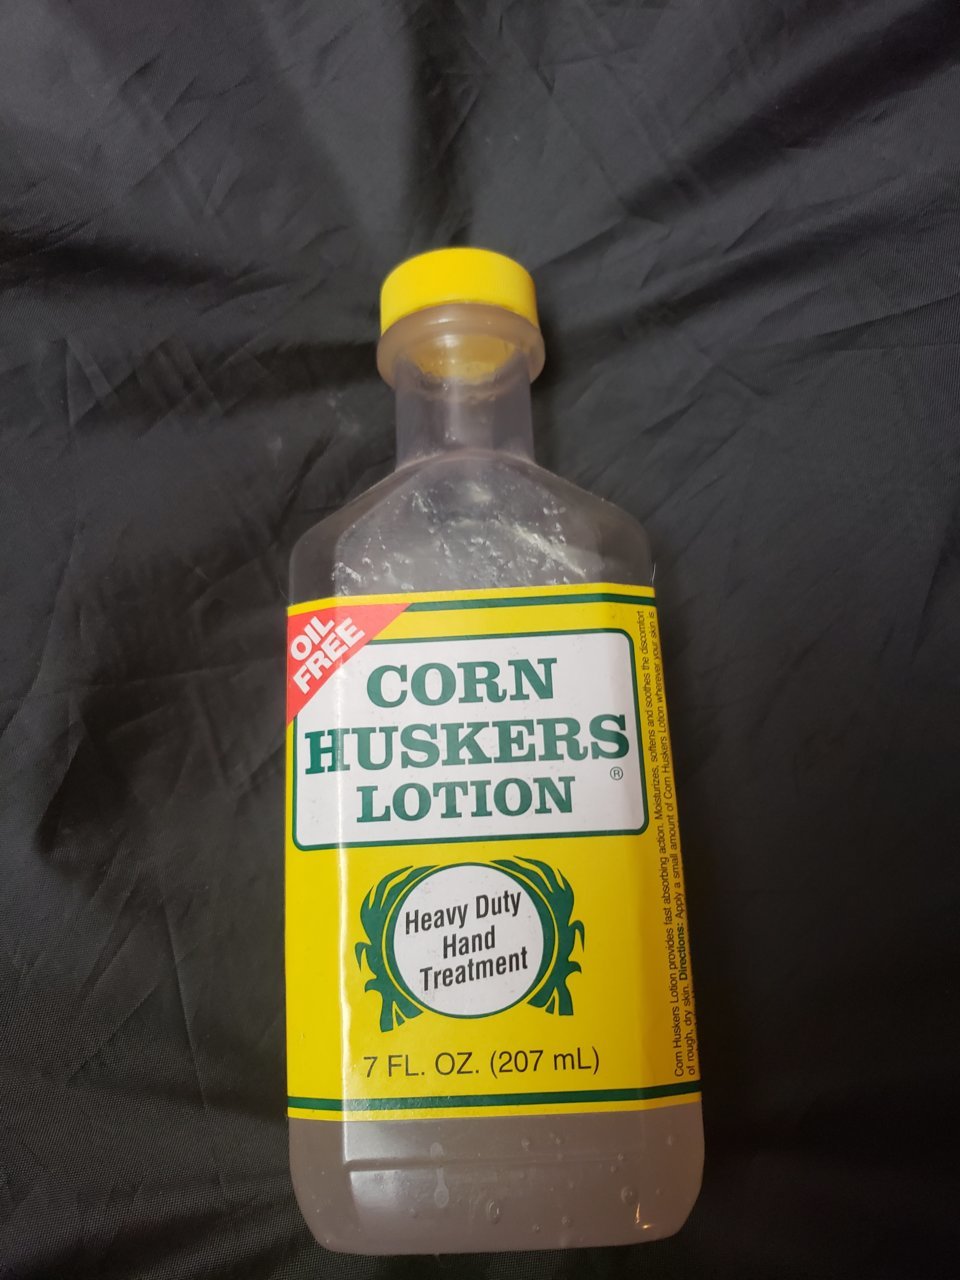 OIL
FREE
CORN
HUSKERS
LOTION ®
Heavy Duty
Hand
Treatment
7 FL. OZ. (207 mL)
Corn Huskers Lotion provides fast absorbing action. Moisturizes, softens and soothes the discomfort
of rough, dry skin. Directions: Apply a small amount of Corn Huskers Lotion wherever your skin is